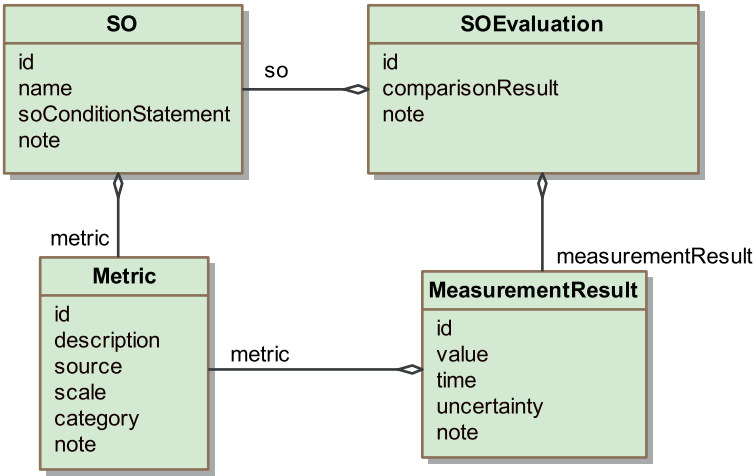 SO
id
name
soConditionStatement
note
so
SOEvaluation
id
comparisonResult
note
metric
measurementResult
Metric
id
description
source
scale
category
note
metric
MeasurementResult
id
value
time
uncertainty
note